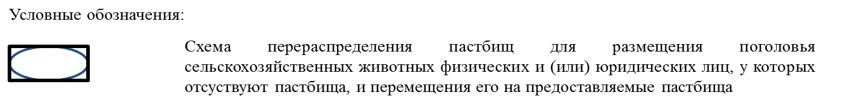 Условные обозначения:
Схема перераспределения пастбищ для размещения поголовья
сельскохозяйственных животных физических и (или) юридических лиц, у которых
отсуствуют пастбища, и перемещения его на предоставляемые пастбища